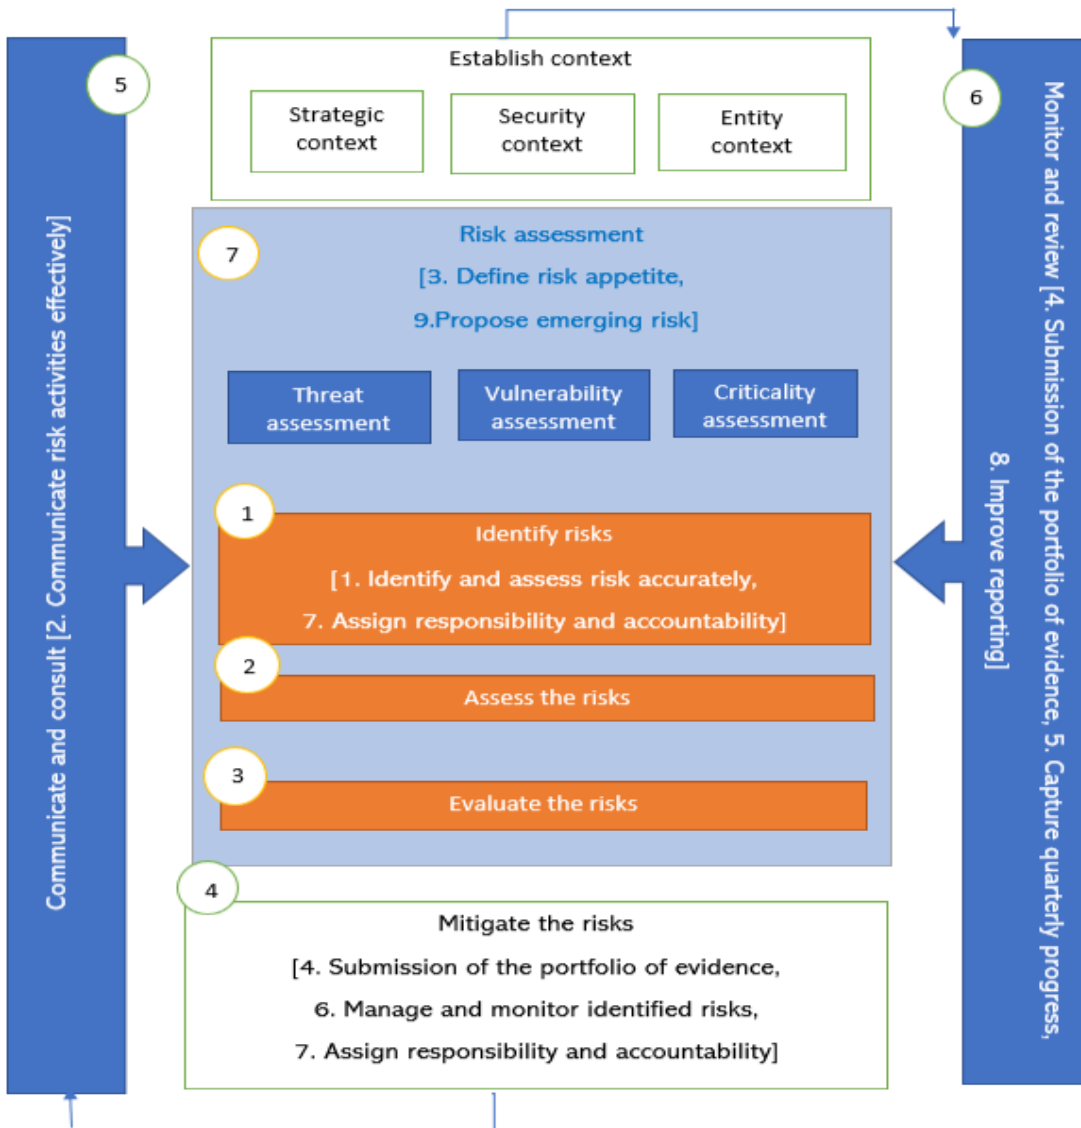 5
Communicate and consult [2. Communicate risk activities effectively]
Establish context
Strategic
context
Security
context
Entity
context
7
Risk assessment
[3. Define risk appetite,
9.Propose emerging risk]
Threat
assessment
Vulnerability
assessment
Criticality
assessment
1
Identify risks
[1. Identify and assess risk accurately,
7. Assign responsibility and accountability]
2
Assess the risks
3
Evaluate the risks
4
Mitigate the risks
[4. Submission of the portfolio of evidence,
6. Manage and monitor identified risks,
7. Assign responsibility and accountability]
6
Monitor and review [4. Submission of the portfolio of evidence, 5. Capture quarterly progress,
8. Improve reporting]